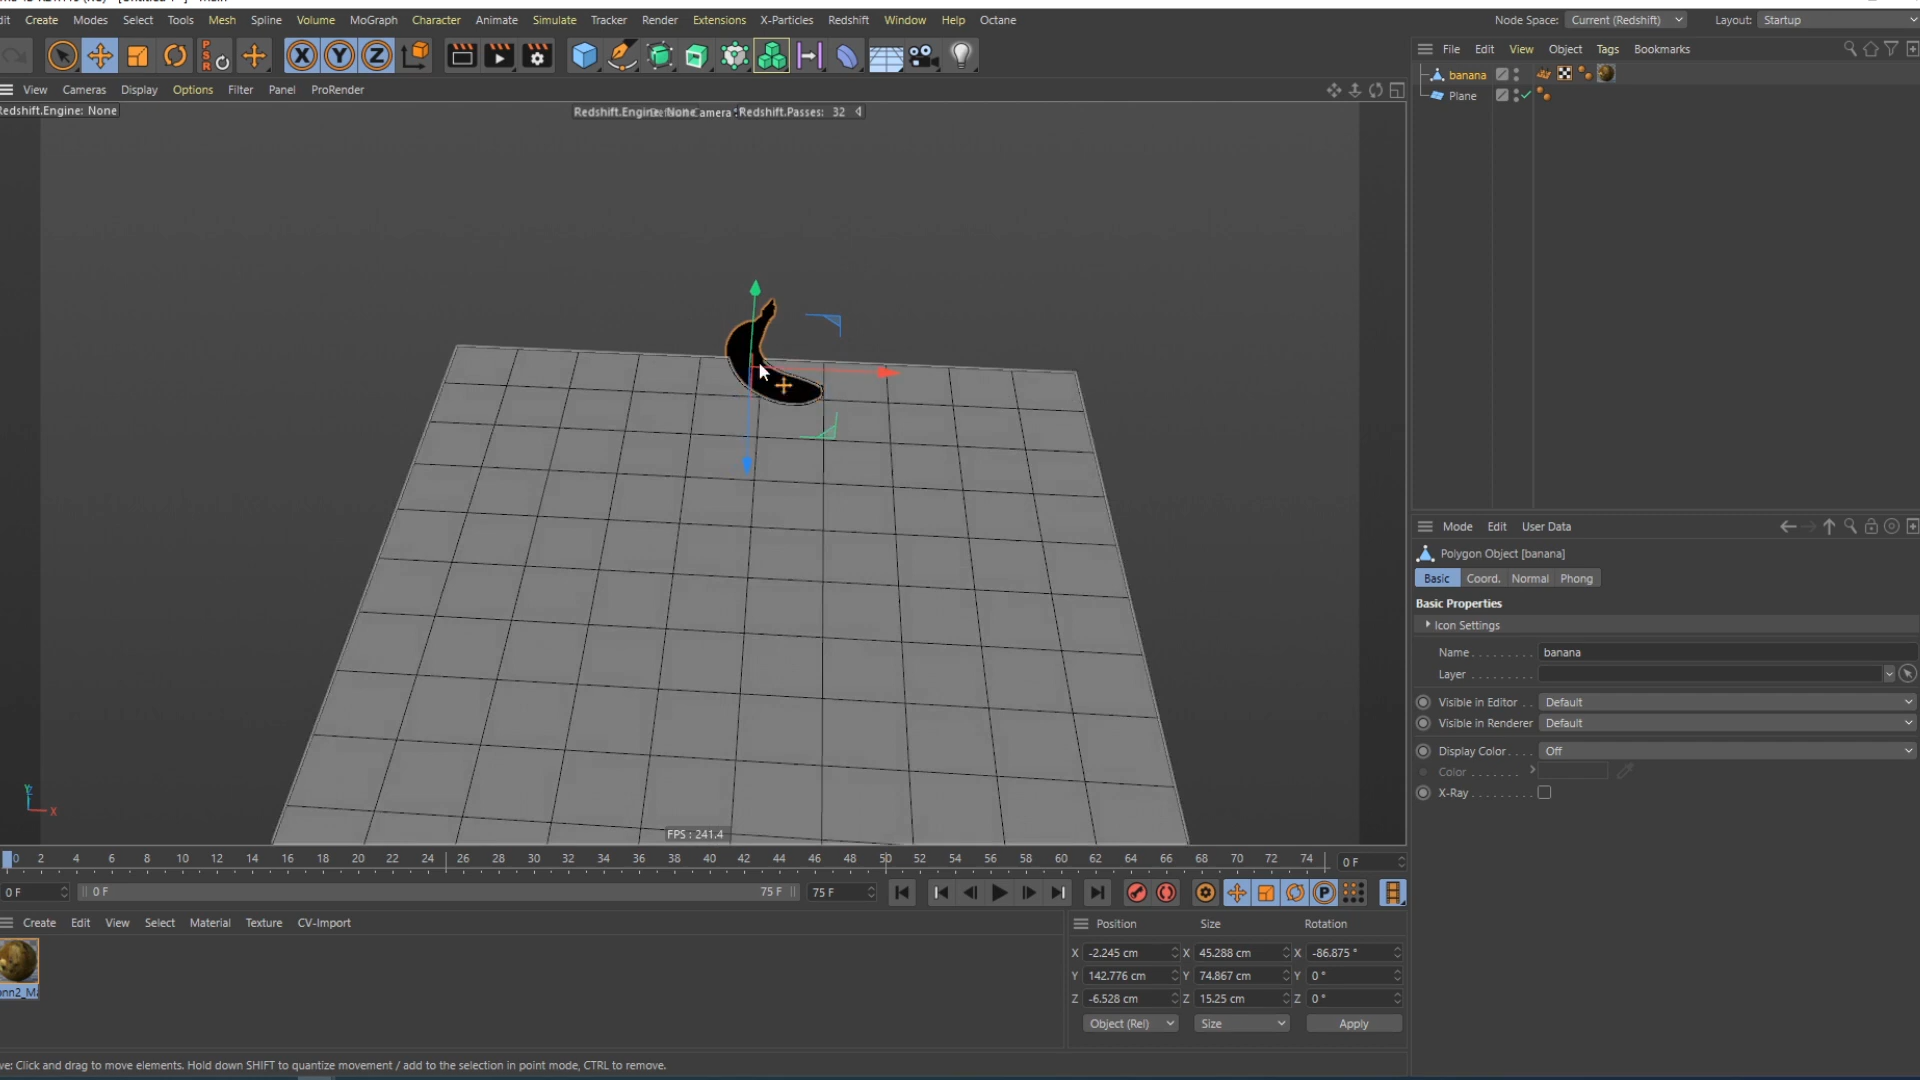 Create Modes Select Tools Mesh Spline Volume MoGraph Character Animate Simulate Tracker Render Extensions X-Particles Redshift Window Help Octane
Node Space: Current (Redshift) Layout: Startup
PSR X Y Z
File Edit View Object Tags Bookmarks
View Cameras Display Options Filter Panel ProRender
banana
Plane
Redshift.Engine: None Camera Redshift.Passes: 32
X
FPS : 241.4
Mode Edit User Data
Polygon Object [banana]
Basic Coord. Normal Phong
Basic Properties
Icon Settings
Name banana
Layer
Visible in Editor Default
Visible in Renderer Default
Display Color Off
Color
X-Ray
0 2 4 6 8 10 12 14 16 18 20 22 24 26 28 30 32 34 36 38 40 42 44 46 48 50 52 54 56 58 60 62 64 66 68 70 72 74 0 F
0 F 0 F 75 F 75 F P
Create Edit View Select Material Texture CV-Import
Position Size Rotation
X -2.245 cm X 45.288 cm X -86.875 °
Y 142.776 cm Y 74.867 cm Y 0 °
Z -6.528 cm Z 15.25 cm Z 0 °
Object (Rel) Size Apply
Click and drag to move elements. Hold down SHIFT to quantize movement / add to the selection in point mode, CTRL to remove.